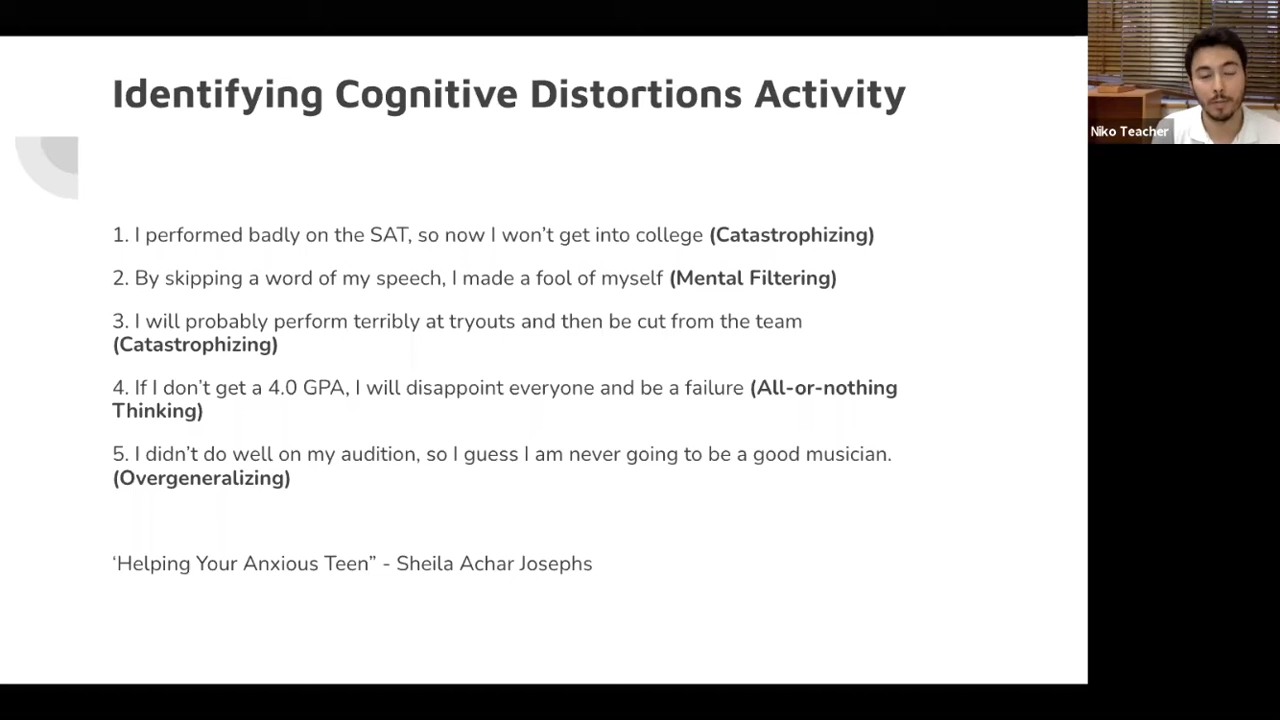 Identifying Cognitive Distortions Activity
Niko Teacher
1. I performed badly on the SAT, so now I won't get into college (Catastrophizing)
2. By skipping a word of my speech, I made a fool of myself (Mental Filtering)
3. I will probably perform terribly at tryouts and then be cut from the team
(Catastrophizing)
4. If I don't get a 4.0 GPA, I will disappoint everyone and be a failure (All-or-nothing
Thinking)
5. I didn't do well on my audition, so I guess I am never going to be a good musician.
(Overgeneralizing)
‘Helping Your Anxious Teen” - Sheila Achar Josephs